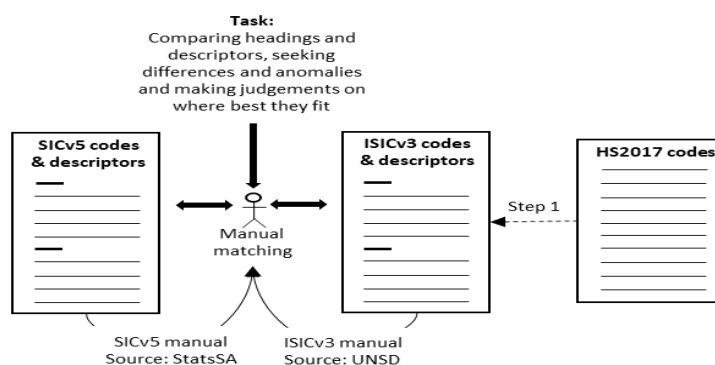 Task:
Comparing headings and
descriptors, seeking
differences and anomalies
and making judgements on
where best they fit
SICv5 codes
& descriptors
ISICv3 codes
& descriptors
HS2017 codes
Step 1
Manual
matching
SICv5 manual
Source: StatsSA
ISICv3 manual
Source: UNSD